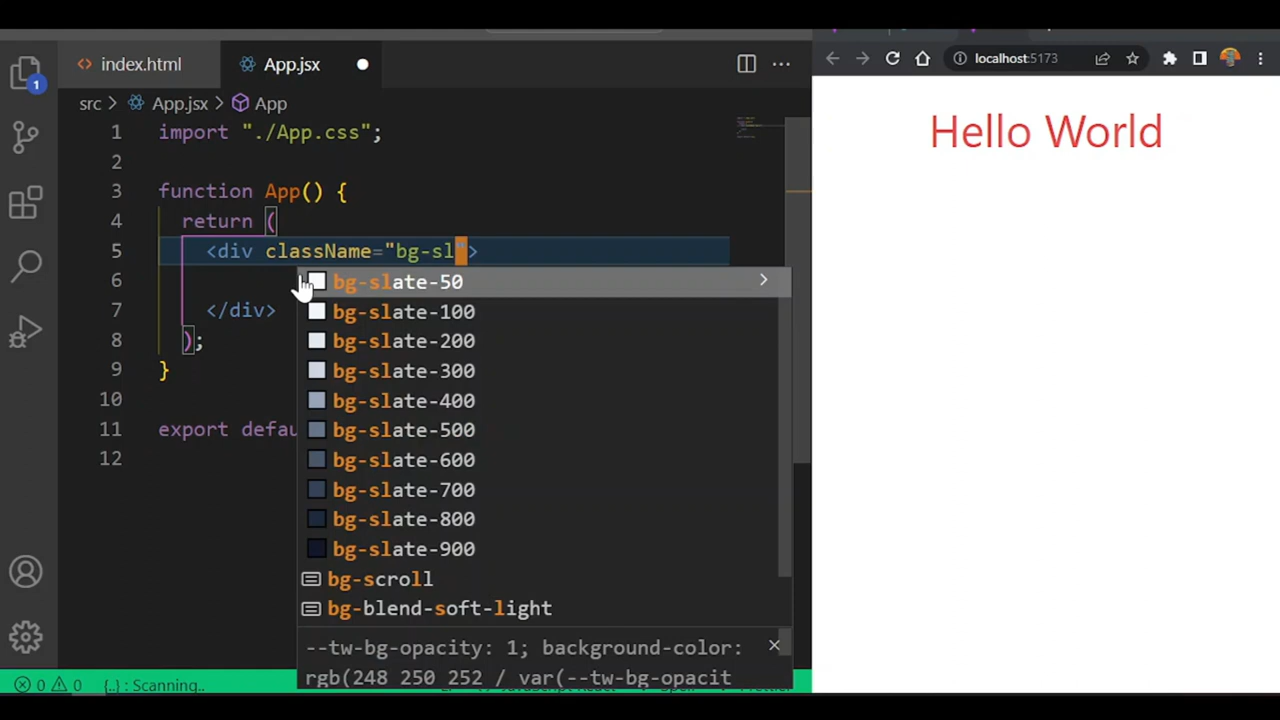 index.html
App.jsx
localhost:5173
1
src > App.jsx > App
1 import "./App.css";
2
3 function App() {
4 return (
5 <div className="bg-sl">
6
7 </div>
8 );
9 }
10
11 export defau
12
bg-slate-50
bg-slate-100
bg-slate-200
bg-slate-300
bg-slate-400
bg-slate-500
bg-slate-600
bg-slate-700
bg-slate-800
bg-slate-900
bg-scroll
bg-blend-soft-light
--tw-bg-opacity: 1; background-color:
rgb(248 250 252 / var(--tw-bg-opacit
0 0 {..} : Scanning..
Hello World